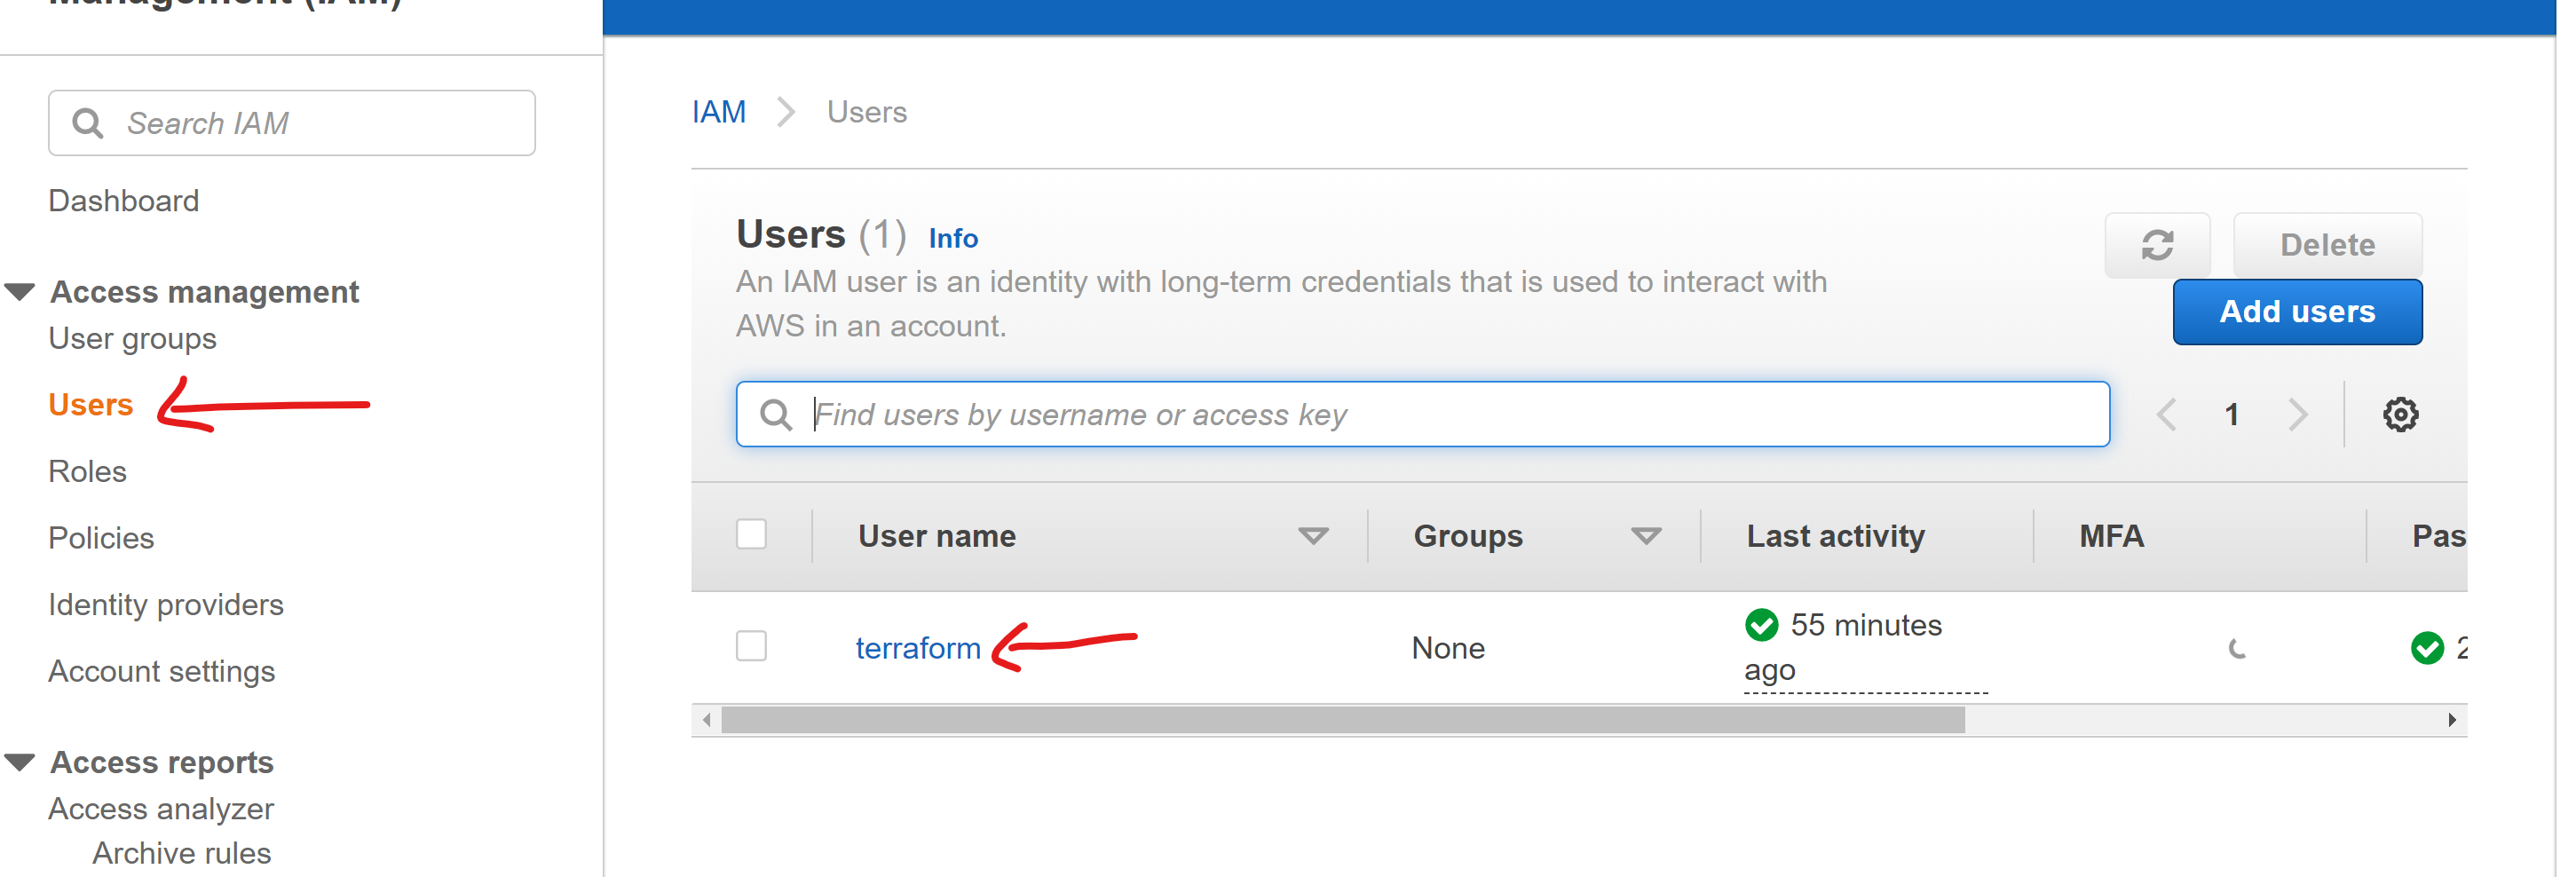 Management (IAM)
Search IAM
Dashboard
Access management
User groups
Users
Roles
Policies
Identity providers
Account settings
Access reports
Access analyzer
Archive rules
IAM
Users
Users (1) Info
An IAM user is an identity with long-term credentials that is used to interact with
AWS in an account.
Delete
Add users
Find users by username or access key
1
User name Groups Last activity MFA Pas
terraform None 55 minutes
ago
2